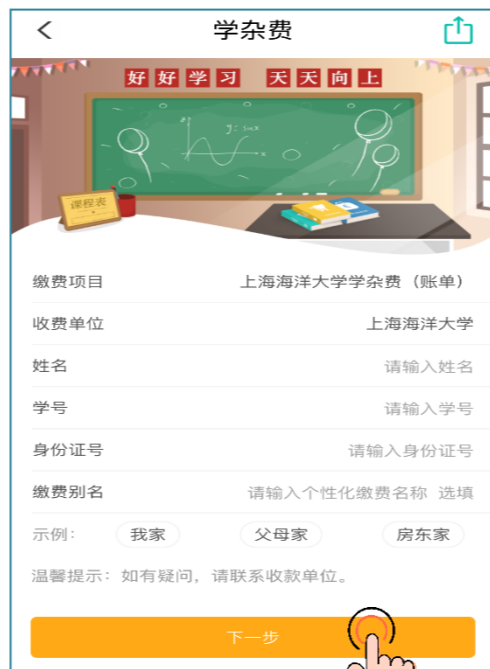 学杂费
好好学习 天天向上
y=sinx
课程表
缴费项目 上海海洋大学学杂费（账单）
收费单位 上海海洋大学
姓名 请输入姓名
学号 请输入学号
身份证号 请输入身份证号
缴费别名 请输入个性化缴费名称 选填
示例： 我家 父母家 房东家
温馨提示：如有疑问，请联系收款单位。
下一步